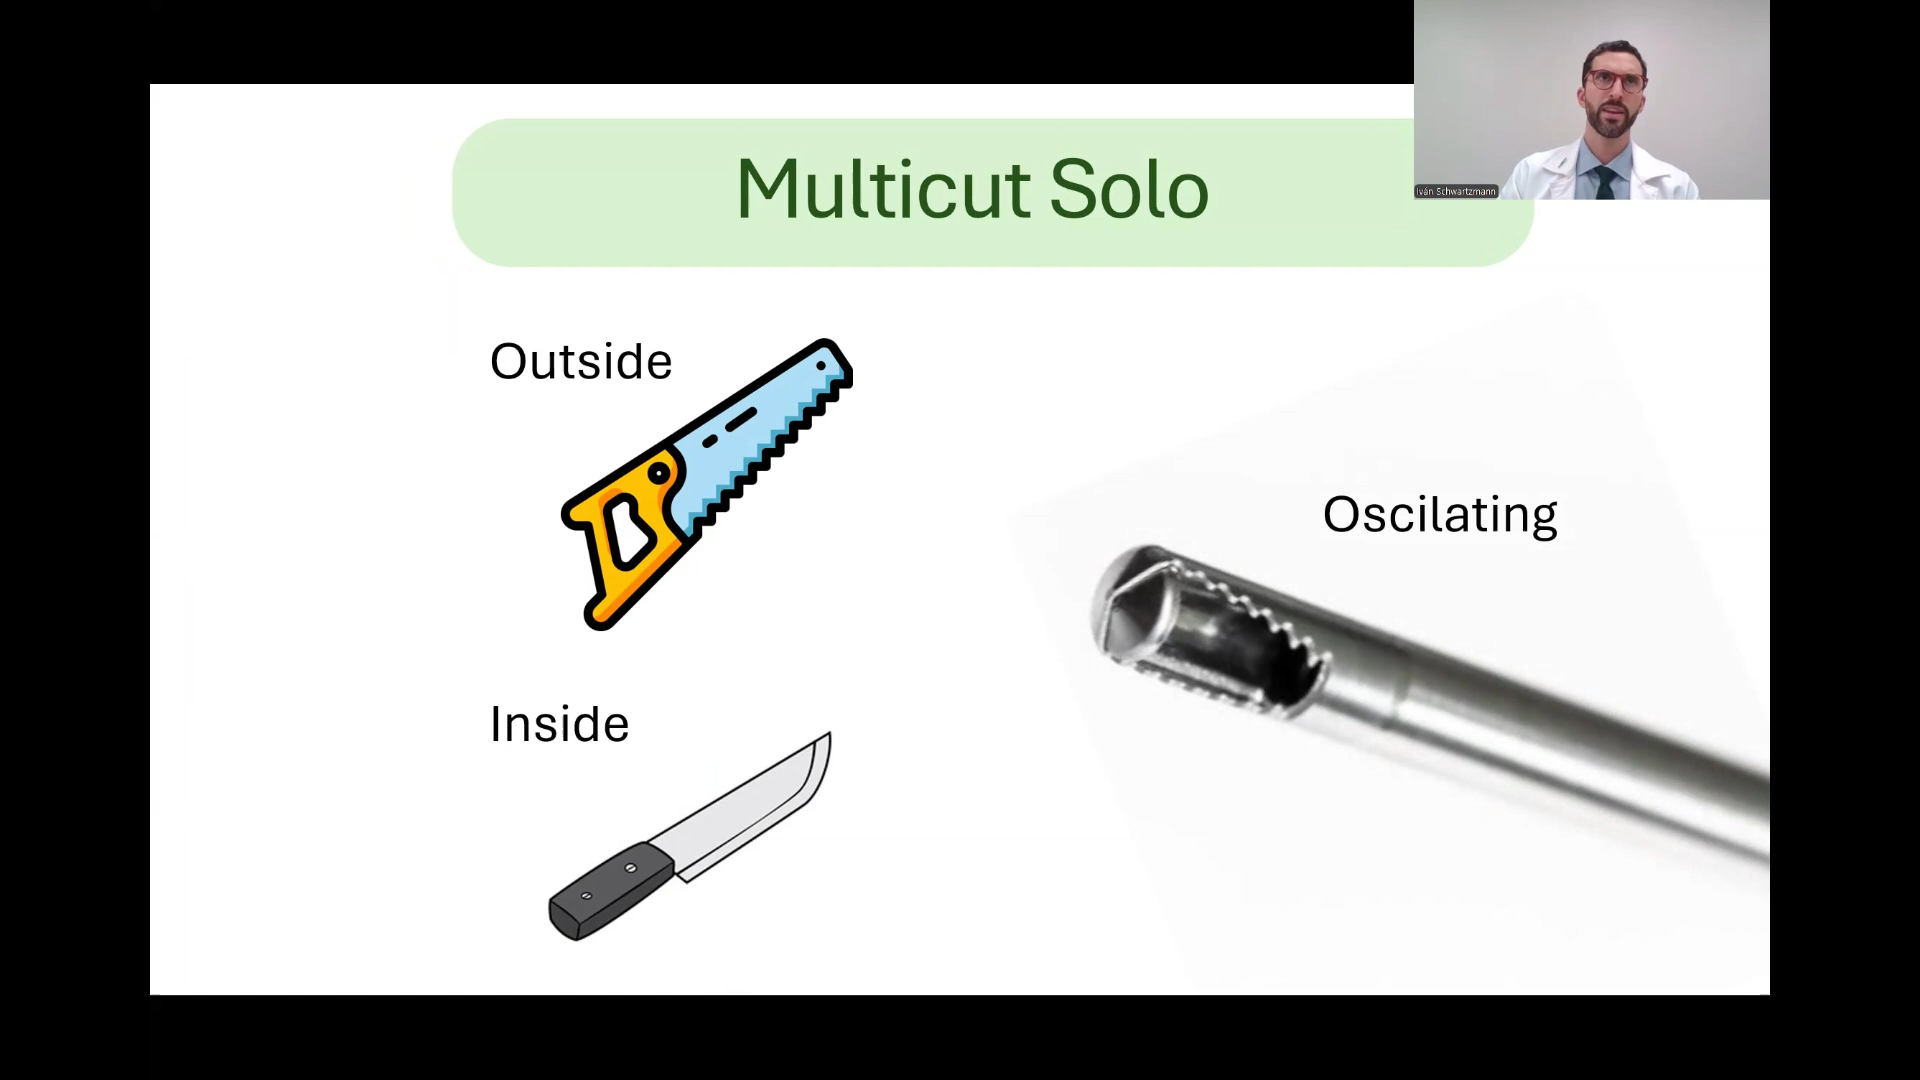 Multicut Solo
Iván Schwartzmann
Outside
Oscilating
Inside